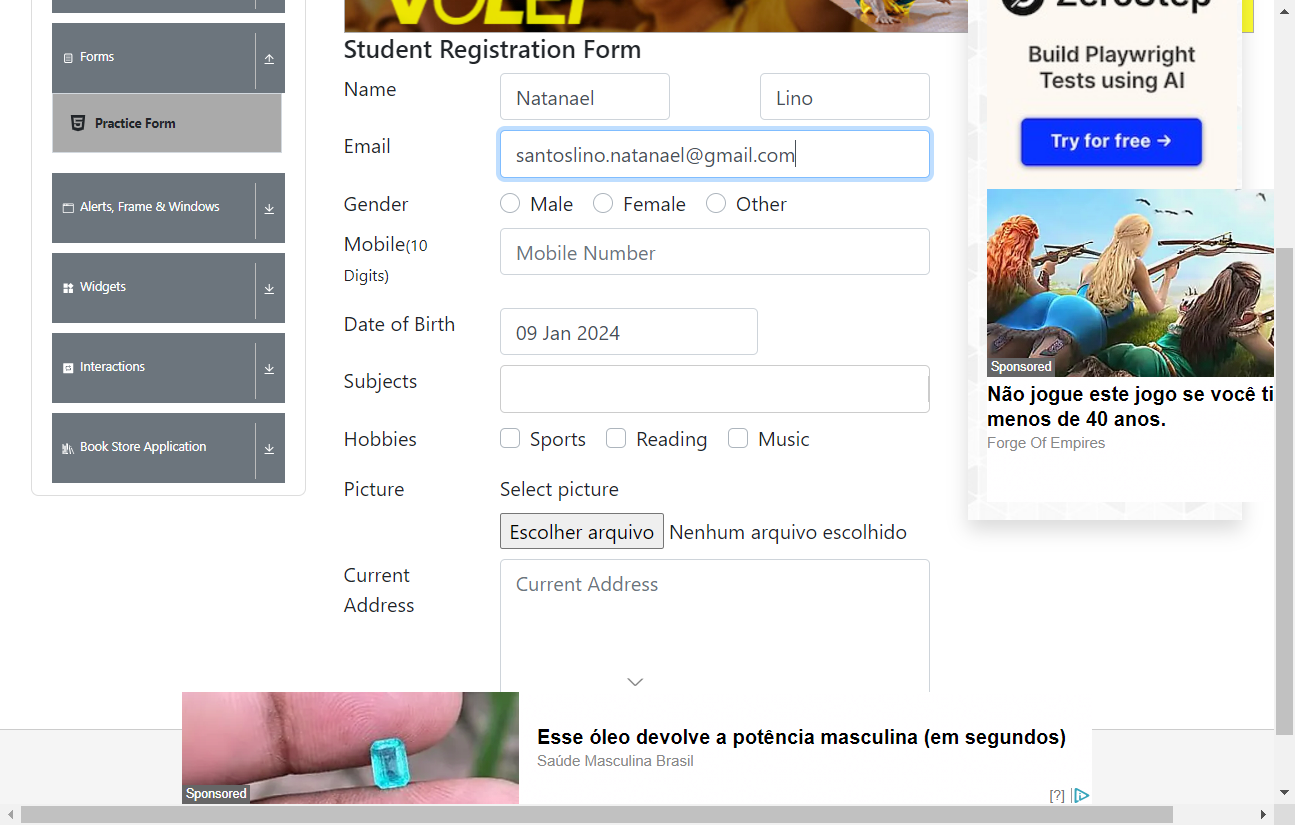 VÔLEI
ZeroStep
Student Registration Form
Forms
Build Playwright
Tests using AI
Name
Natanael
Lino
Practice Form
Try for free →
Email
santoslino.natanael@gmail.com
Alerts, Frame & Windows
Gender
Male
Female
Other
Mobile(10
Digits)
Mobile Number
Widgets
Date of Birth
09 Jan 2024
Interactions
Sponsored
Subjects
Não jogue este jogo se você ti
menos de 40 anos.
Forge Of Empires
Book Store Application
Hobbies
Sports
Reading
Music
Picture
Select picture
Escolher arquivo
Nenhum arquivo escolhido
Current
Address
Current Address
Esse óleo devolve a potência masculina (em segundos)
Saúde Masculina Brasil
Sponsored
[?]